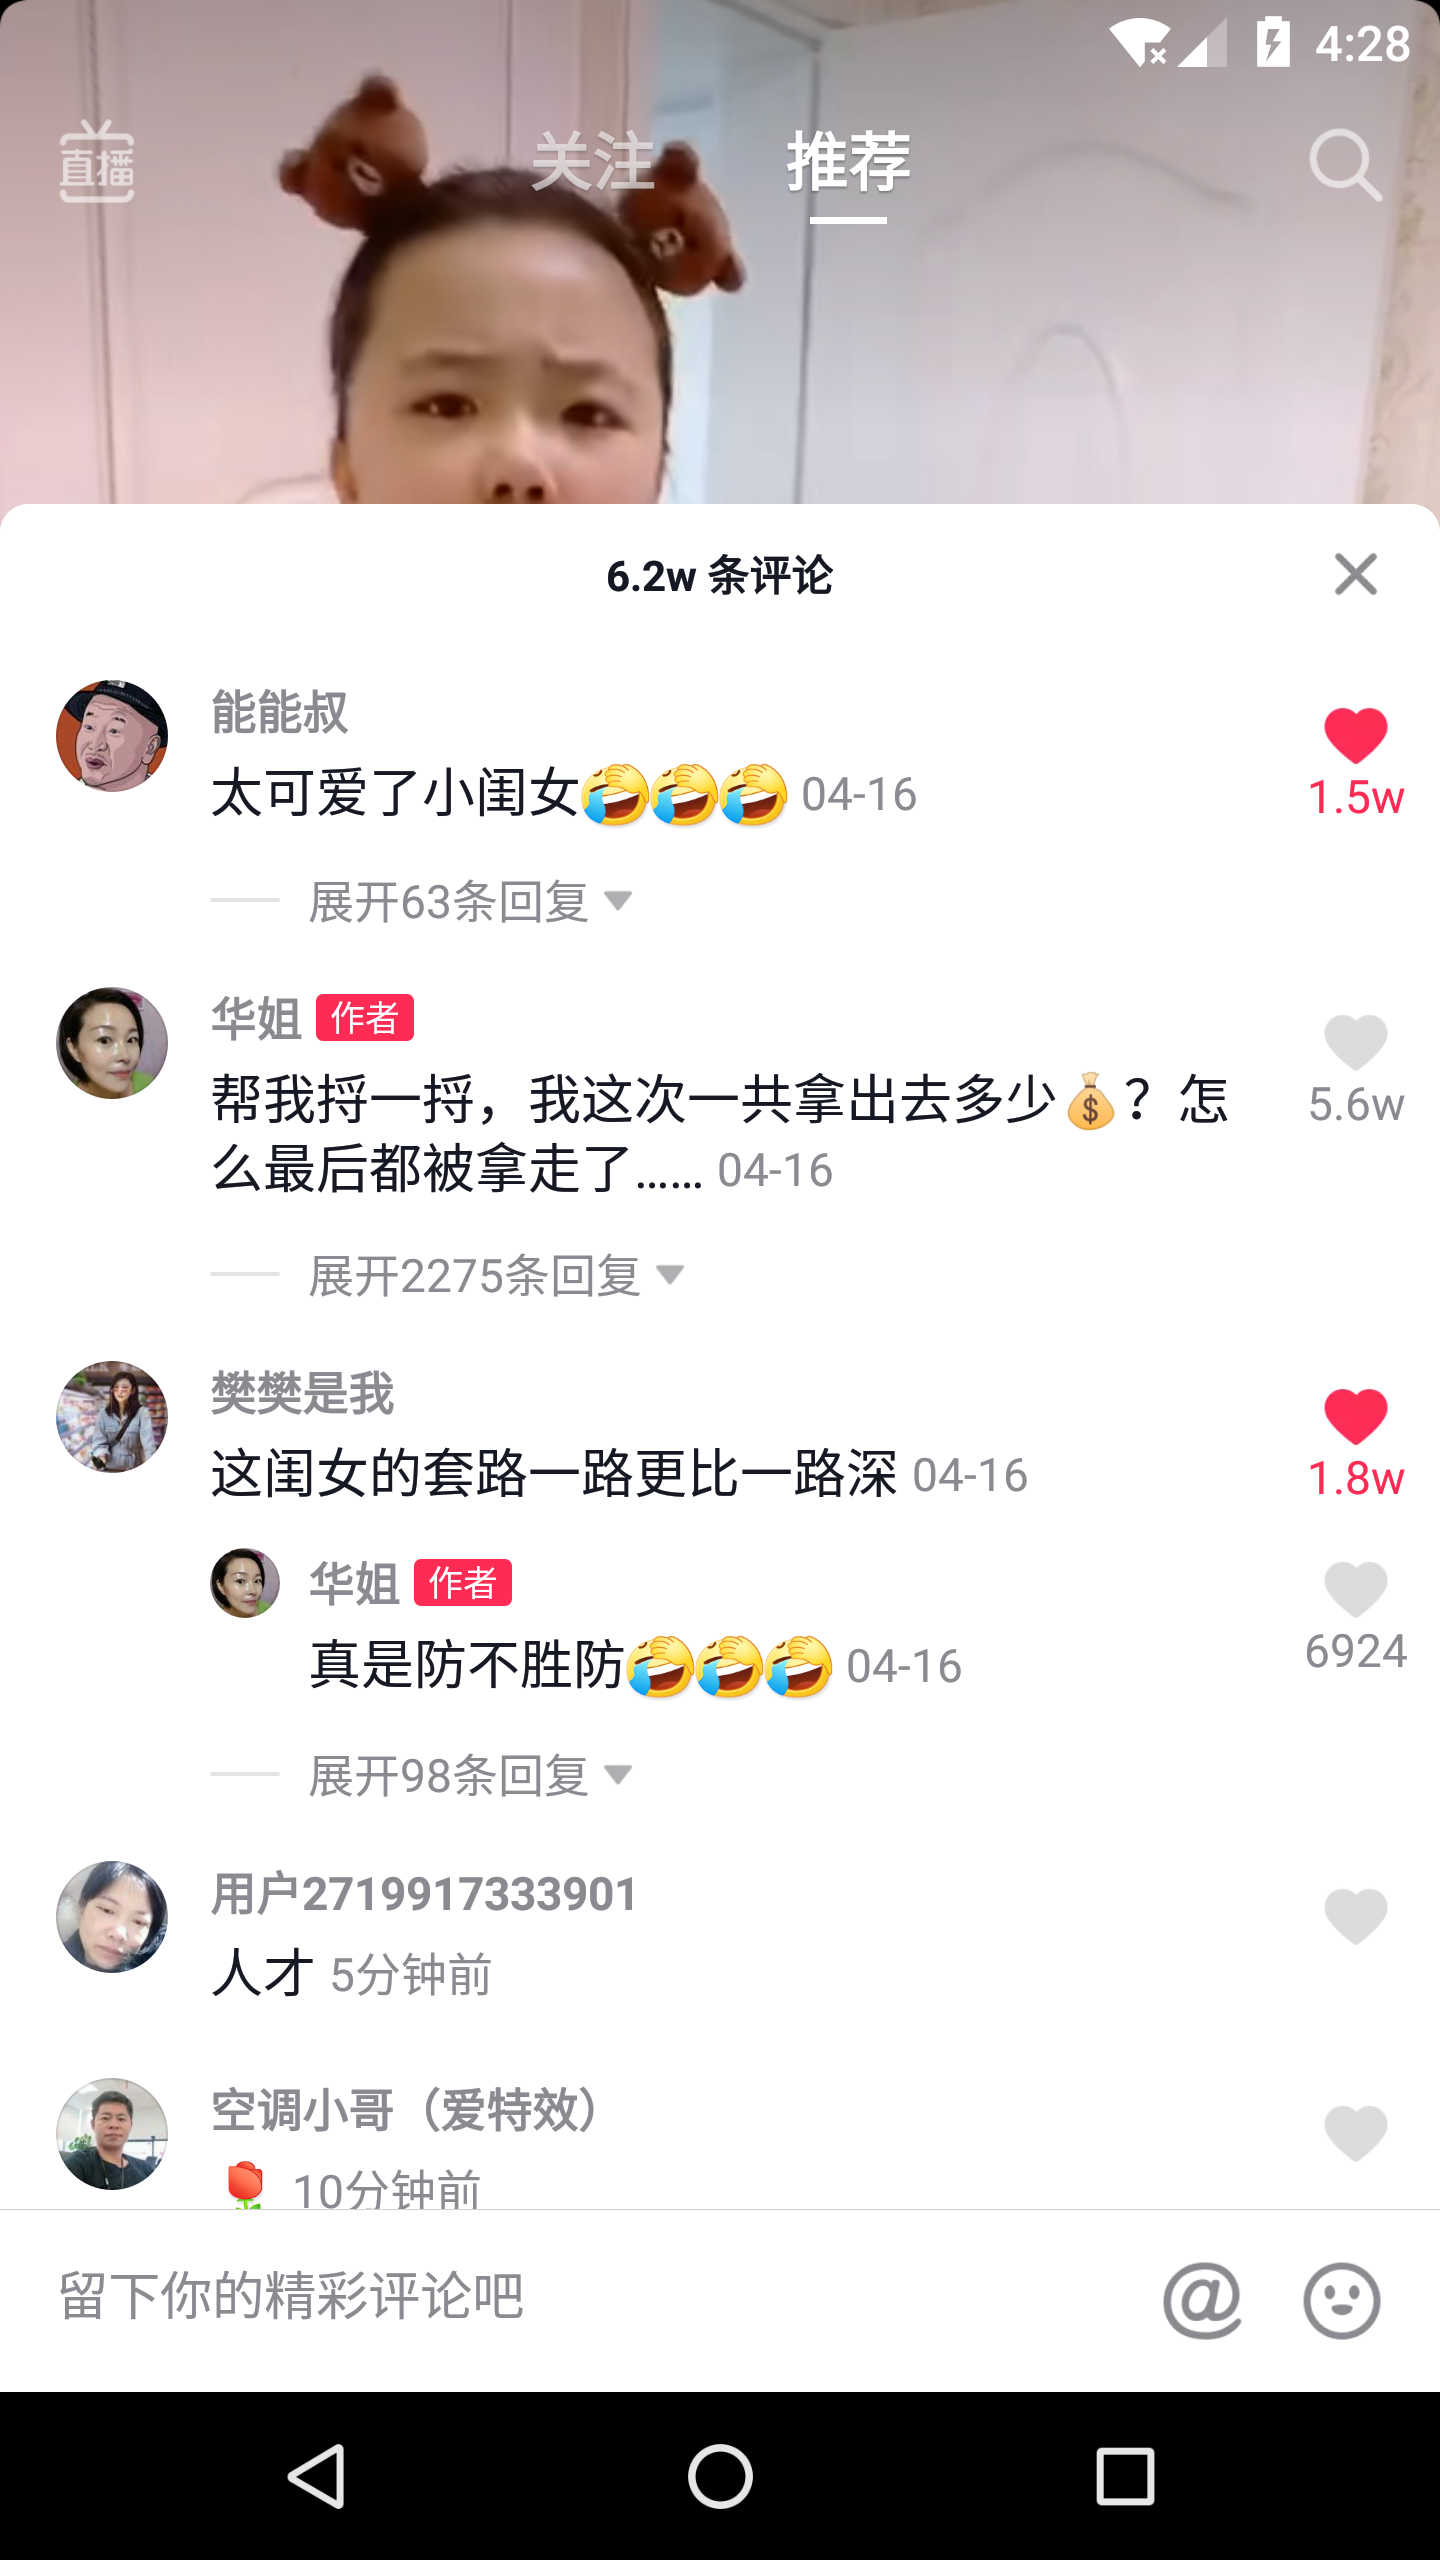 4:28
直播
关注
推荐
6.2w 条评论
能能叔
太可爱了小闺女🤣🤣🤣 04-16
1.5w
展开63条回复
华姐 作者
帮我捋一捋，我这次一共拿出去多少💰？怎
么最后都被拿走了…… 04-16
5.6w
展开2275条回复
樊樊是我
这闺女的套路一路更比一路深 04-16
1.8w
华姐 作者
真是防不胜防🤣🤣🤣 04-16
6924
展开98条回复
用户2719917333901
人才 5分钟前
空调小哥（爱特效）
🌹 10分钟前
留下你的精彩评论吧